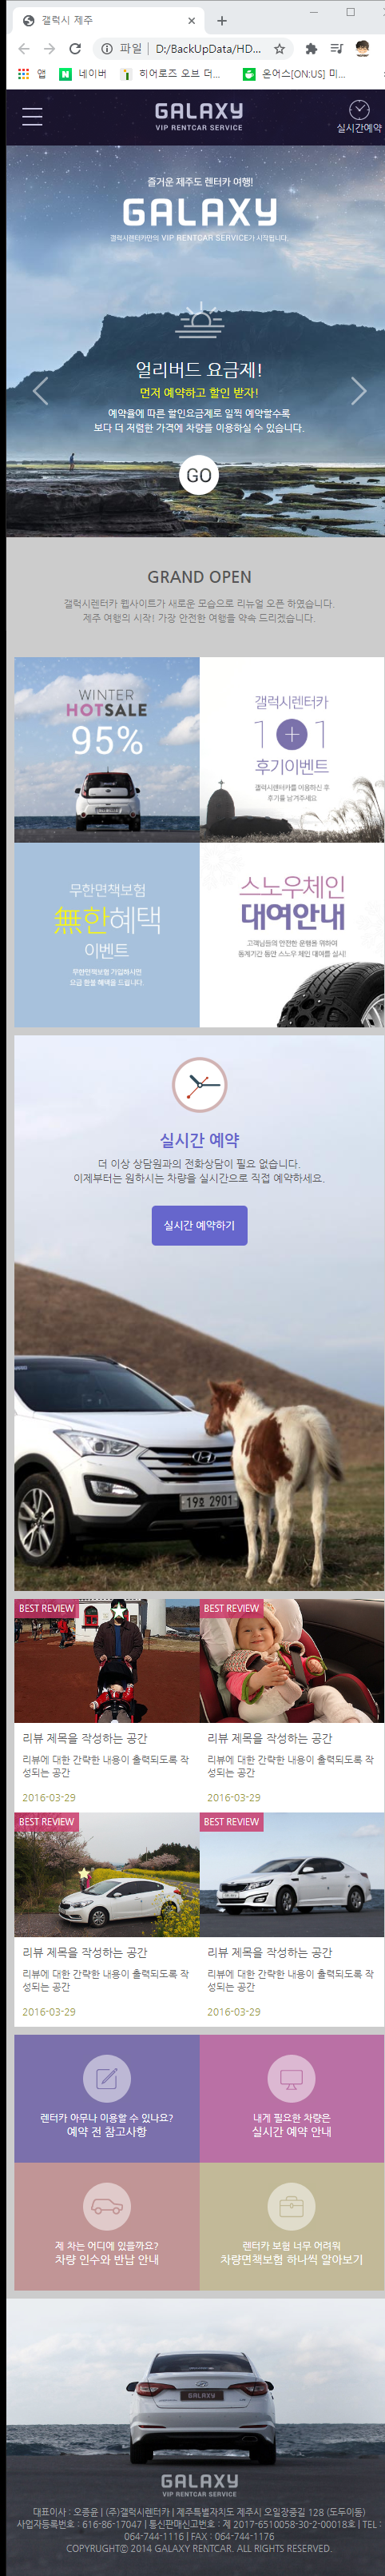 갤럭시 제주
파일 | D:/BackUpData/HD...
앱 네이버 히어로즈 오브 더... 온어스[ON:US] 미...
GALAXY
VIP RENTCAR SERVICE
실시간예약
즐거운 제주도 렌터카 여행!
GALAXY
갤럭시렌터카만의 VIP RENTCAR SERVICE가 시작됩니다.
얼리버드 요금제!
먼저 예약하고 할인 받자!
예약율에 따른 할인요금제로 일찍 예약할수록
보다 더 저렴한 가격에 차량을 이용하실 수 있습니다.
GO
GRAND OPEN
갤럭시렌터카 웹사이트가 새로운 모습으로 리뉴얼 오픈 하였습니다.
제주 여행의 시작! 가장 안전한 여행을 약속 드리겠습니다.
WINTER
HOTSALE
95%
갤럭시렌터카
1+1
후기이벤트
갤럭시렌터카를 이용하신 후
후기를 남겨주세요
무한면책보험
無한혜택
이벤트
무한면책보험 가입하시면
요금 환불 혜택을 드립니다.
스노우체인
대여안내
고객님들의 안전한 운행을 위하여
동계기간 동안 스노우 체인 대여를 실시!
실시간 예약
더 이상 상담원과의 전화상담이 필요 없습니다.
이제부터는 원하시는 차량을 실시간으로 직접 예약하세요.
실시간 예약하기
19호 2901
BEST REVIEW
리뷰 제목을 작성하는 공간
리뷰에 대한 간략한 내용이 출력되도록 작
성되는 공간
2016-03-29
BEST REVIEW
리뷰 제목을 작성하는 공간
리뷰에 대한 간략한 내용이 출력되도록 작
성되는 공간
2016-03-29
BEST REVIEW
리뷰 제목을 작성하는 공간
리뷰에 대한 간략한 내용이 출력되도록 작
성되는 공간
2016-03-29
BEST REVIEW
리뷰 제목을 작성하는 공간
리뷰에 대한 간략한 내용이 출력되도록 작
성되는 공간
2016-03-29
렌터카 아무나 이용할 수 있나요?
예약 전 참고사항
내게 필요한 차량은
실시간 예약 안내
제 차는 어디에 있을까요?
차량 인수와 반납 안내
렌터카 보험 너무 어려워
차량면책보험 하나씩 알아보기
GALAXY
GALAXY
VIP RENTCAR SERVICE
대표이사 : 오종윤 | (주)갤럭시렌터카 | 제주특별자치도 제주시 오일장중길 128 (도두이동)
사업자등록번호 : 616-86-17047 | 통신판매신고번호 : 제 2017-6510058-30-2-00018호 | TEL :
064-744-1116 | FAX : 064-744-1176
COPYRUGHTⓒ 2014 GALAXY RENTCAR. ALL RIGHTS RESERVED.